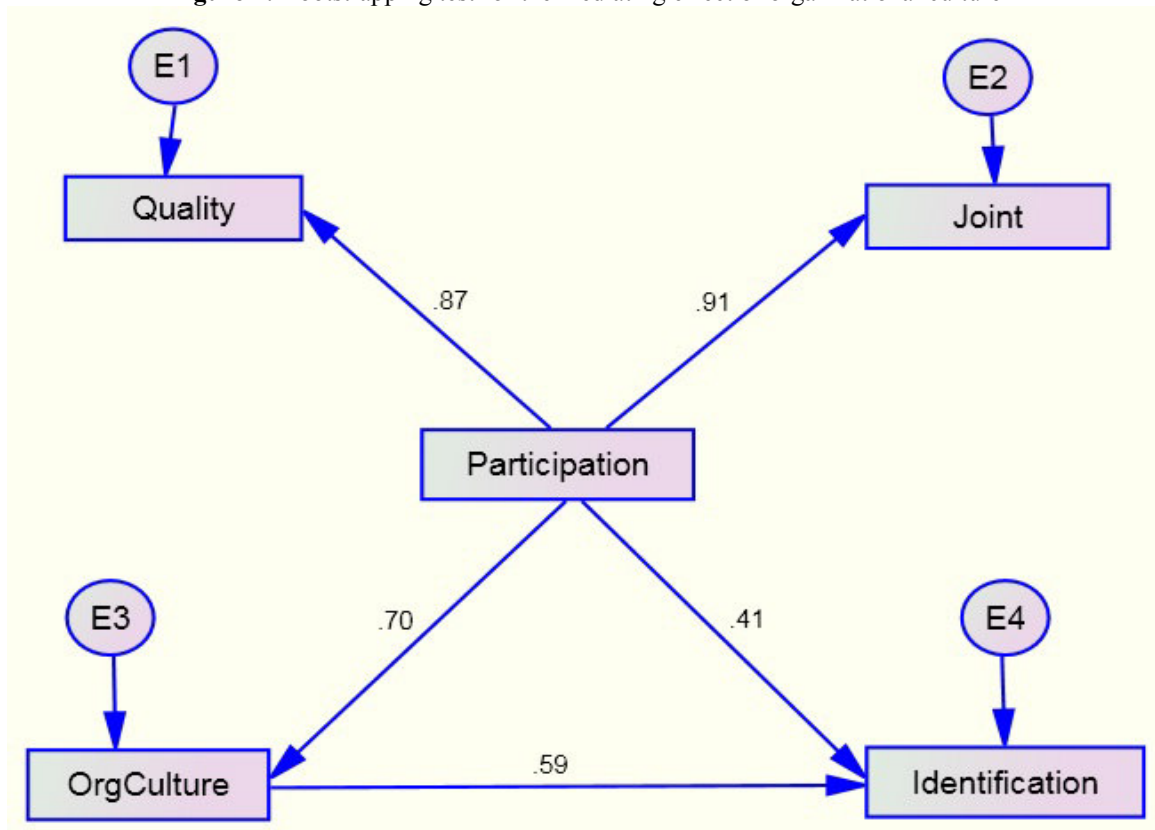 E1
E2
Quality
Joint
.87
.91
Participation
.70
.41
E3
E4
.59
OrgCulture
Identification